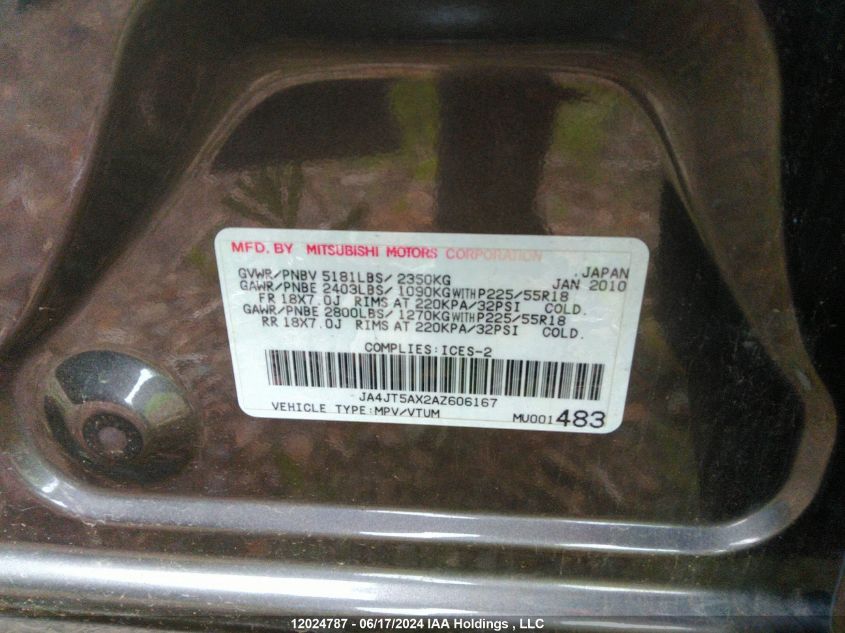 MFD. BY MITSUBISHI MOTORS CORPORATION
JAPAN
GVWR/PNBV 5181LBS/ 2350KG JAN 2010
GAWR/PNBE 2403LBS/ 1090KG WITH P225/55R18
FR 18X7.0J RIMS AT 220KPA/32PSI COLD.
GAWR/PNBE 2800LBS/ 1270KG WITH P225/55R18
RR 18X7.0J RIMS AT 220KPA/32PSI COLD.
COMPLIES:ICES-2
JA4JT5AX2AZ606167
VEHICLE TYPE:MPV/VTUM MU001483
12024787 - 06/17/2024 IAA Holdings , LLC